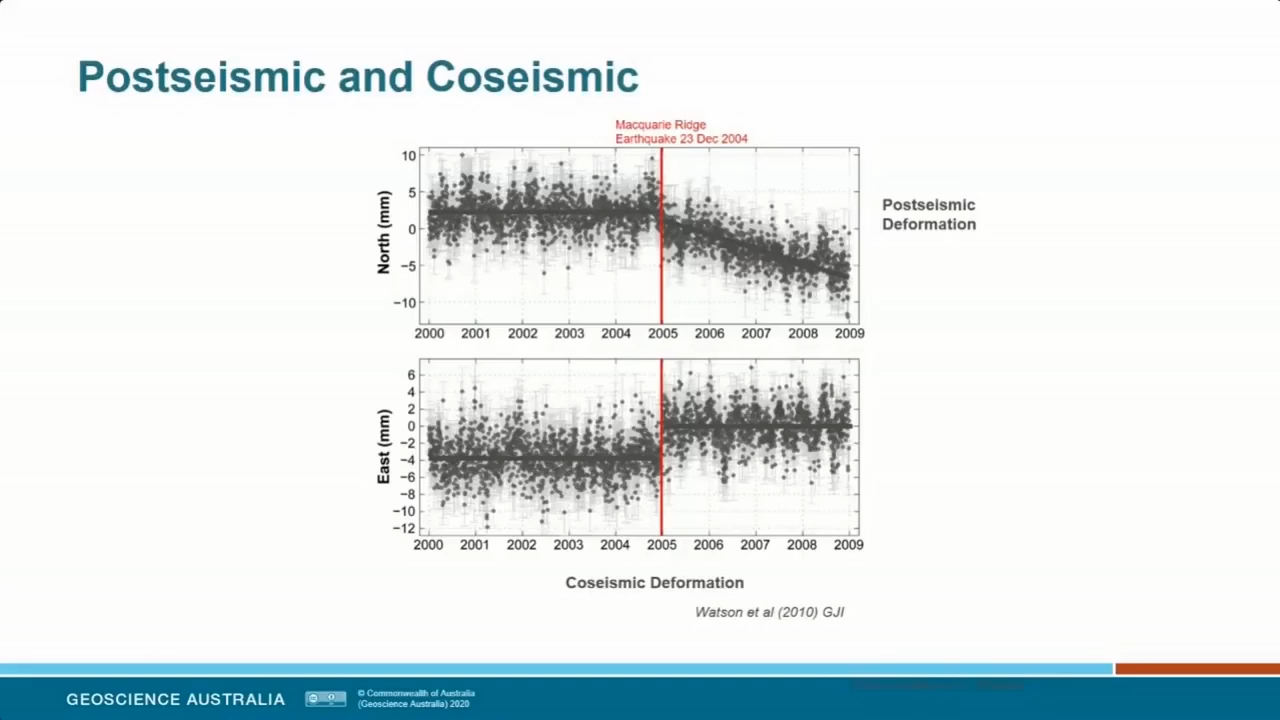 Postseismic and Coseismic
Macquarie Ridge
Earthquake 23 Dec 2004
North (mm)
10
5
0
−5
−10
2000 2001 2002 2003 2004 2005 2006 2007 2008 2009
Postseismic
Deformation
East (mm)
6
4
2
0
−2
−4
−6
−8
−10
−12
2000 2001 2002 2003 2004 2005 2006 2007 2008 2009
Coseismic Deformation
Watson et al (2010) GJI
GEOSCIENCE AUSTRALIA
© Commonwealth of Australia
(Geoscience Australia) 2020